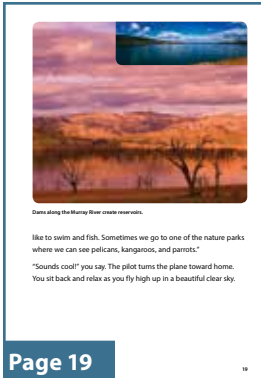 Dams along the Murray River create reservoirs.
like to swim and fish. Sometimes we go to one of the nature parks
where we can see pelicans, kangaroos, and parrots."
"Sounds cool!" you say. The pilot turns the plane toward home.
You sit back and relax as you fly high up in a beautiful clear sky.
Page 19
19